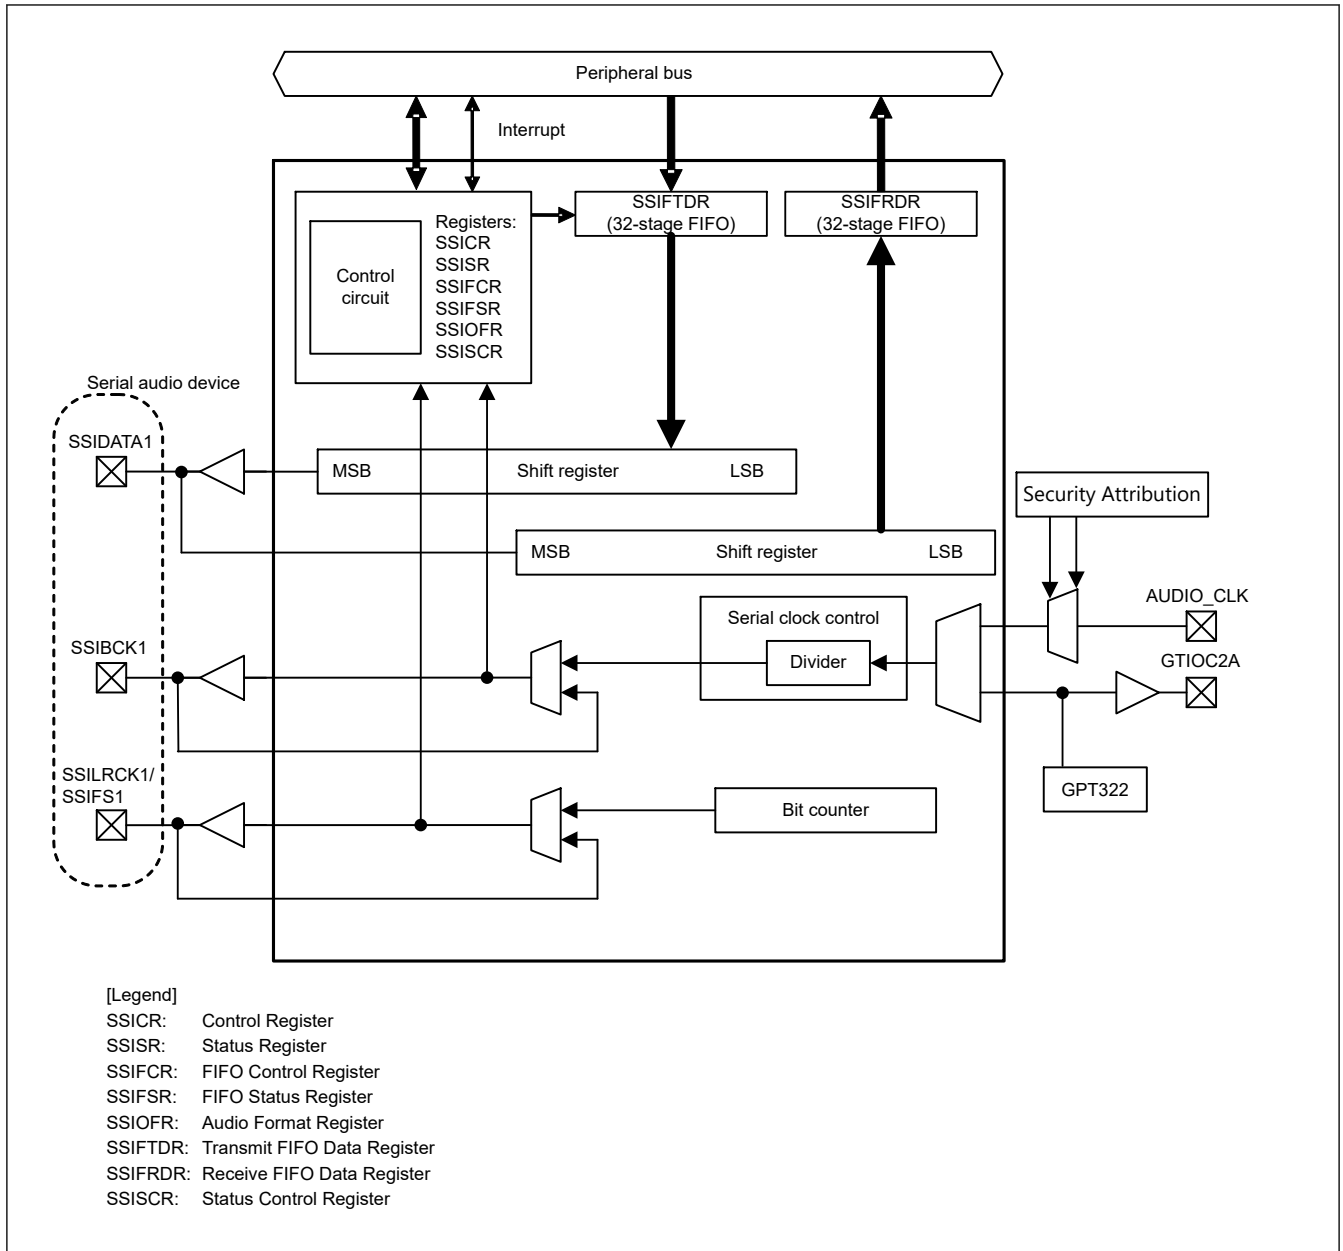 Peripheral bus
Interrupt
SSIFTDR
(32-stage FIFO)
SSIFRDR
(32-stage FIFO)
Control
circuit
Registers:
SSICR
SSISR
SSIFCR
SSIFSR
SSIOFR
SSISCR
Serial audio device
SSIDATA1
MSB Shift register LSB
Security Attribution
MSB Shift register LSB
AUDIO_CLK
Serial clock control
SSIBCK1
Divider
GTIOC2A
SSILRCK1/
SSIFS1
GPT322
Bit counter
[Legend]
SSICR: Control Register
SSISR: Status Register
SSIFCR: FIFO Control Register
SSIFSR: FIFO Status Register
SSIOFR: Audio Format Register
SSIFTDR: Transmit FIFO Data Register
SSIFRDR: Receive FIFO Data Register
SSISCR: Status Control Register